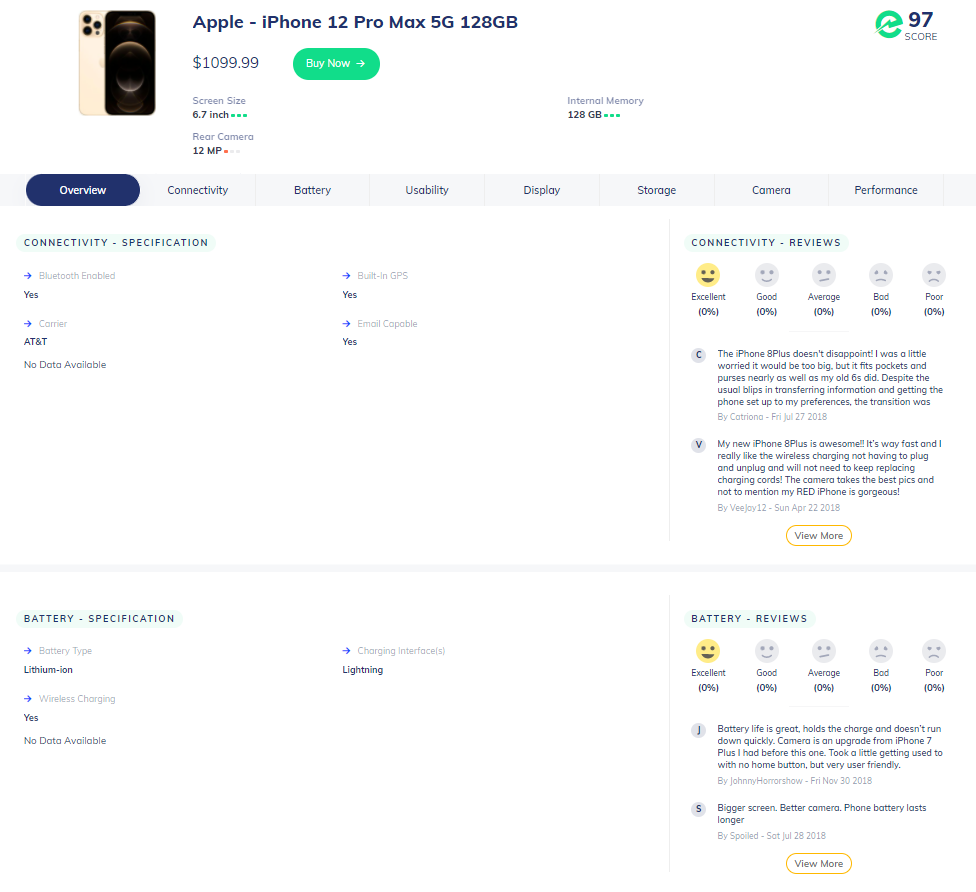 Apple - iPhone 12 Pro Max 5G 128GB
97
SCORE
$1099.99
Buy Now →
Screen Size
6.7 inch
Internal Memory
128 GB
Rear Camera
12 MP
Overview
Connectivity
Battery
Usability
Display
Storage
Camera
Performance
CONNECTIVITY - SPECIFICATION
→ Bluetooth Enabled
Yes
→ Built-In GPS
Yes
→ Carrier
AT&T
→ Email Capable
Yes
No Data Available
CONNECTIVITY - REVIEWS
Excellent
Good
Average
Bad
Poor
(0%)
(0%)
(0%)
(0%)
(0%)
C
The iPhone 8Plus doesn't disappoint! I was a little
worried it would be too big, but it fits pockets and
purses nearly as well as my old 6s did. Despite the
usual blips in transferring information and getting the
phone set up to my preferences, the transition was
By Catriona - Fri Jul 27 2018
V
My new iPhone 8Plus is awesome!! It's way fast and I
really like the wireless charging not having to plug
and unplug and will not need to keep replacing
charging cords! The camera takes the best pics and
not to mention my RED iPhone is gorgeous!
By VeeJay12 - Sun Apr 22 2018
View More
BATTERY - SPECIFICATION
→ Battery Type
Lithium-ion
→ Charging Interface(s)
Lightning
→ Wireless Charging
Yes
No Data Available
BATTERY - REVIEWS
Excellent
Good
Average
Bad
Poor
(0%)
(0%)
(0%)
(0%)
(0%)
J
Battery life is great, holds the charge and doesn't run
down quickly. Camera is an upgrade from iPhone 7
Plus I had before this one. Took a little getting used to
with no home button, but very user friendly.
By JohnnyHorrorshow - Fri Nov 30 2018
S
Bigger screen. Better camera. Phone battery lasts
longer
By Spoiled - Sat Jul 28 2018
View More